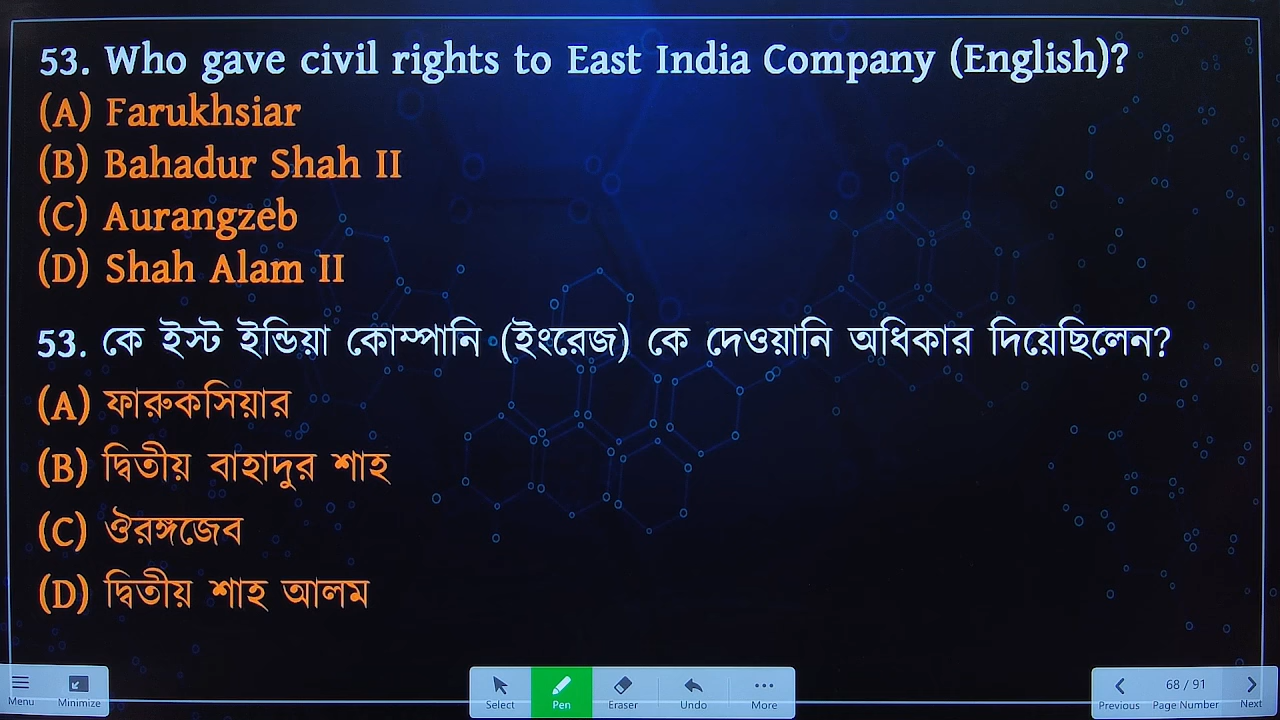 53. Who gave civil rights to East India Company (English)?
(A) Farukhsiar
(B) Bahadur Shah II
(C) Aurangzeb
(D) Shah Alam II
53. কে ইস্ট ইন্ডিয়া কোম্পানি (ইংরেজ) কে দেওয়ানি অধিকার দিয়েছিলেন?
(A) ফারুকসিয়ার
(B) দ্বিতীয় বাহাদুর শাহ
(C) ঔরঙ্গজেব
(D) দ্বিতীয় শাহ আলম
Menu Minimize Select Pen Eraser Undo More Previous 68 / 91 Page Number Next